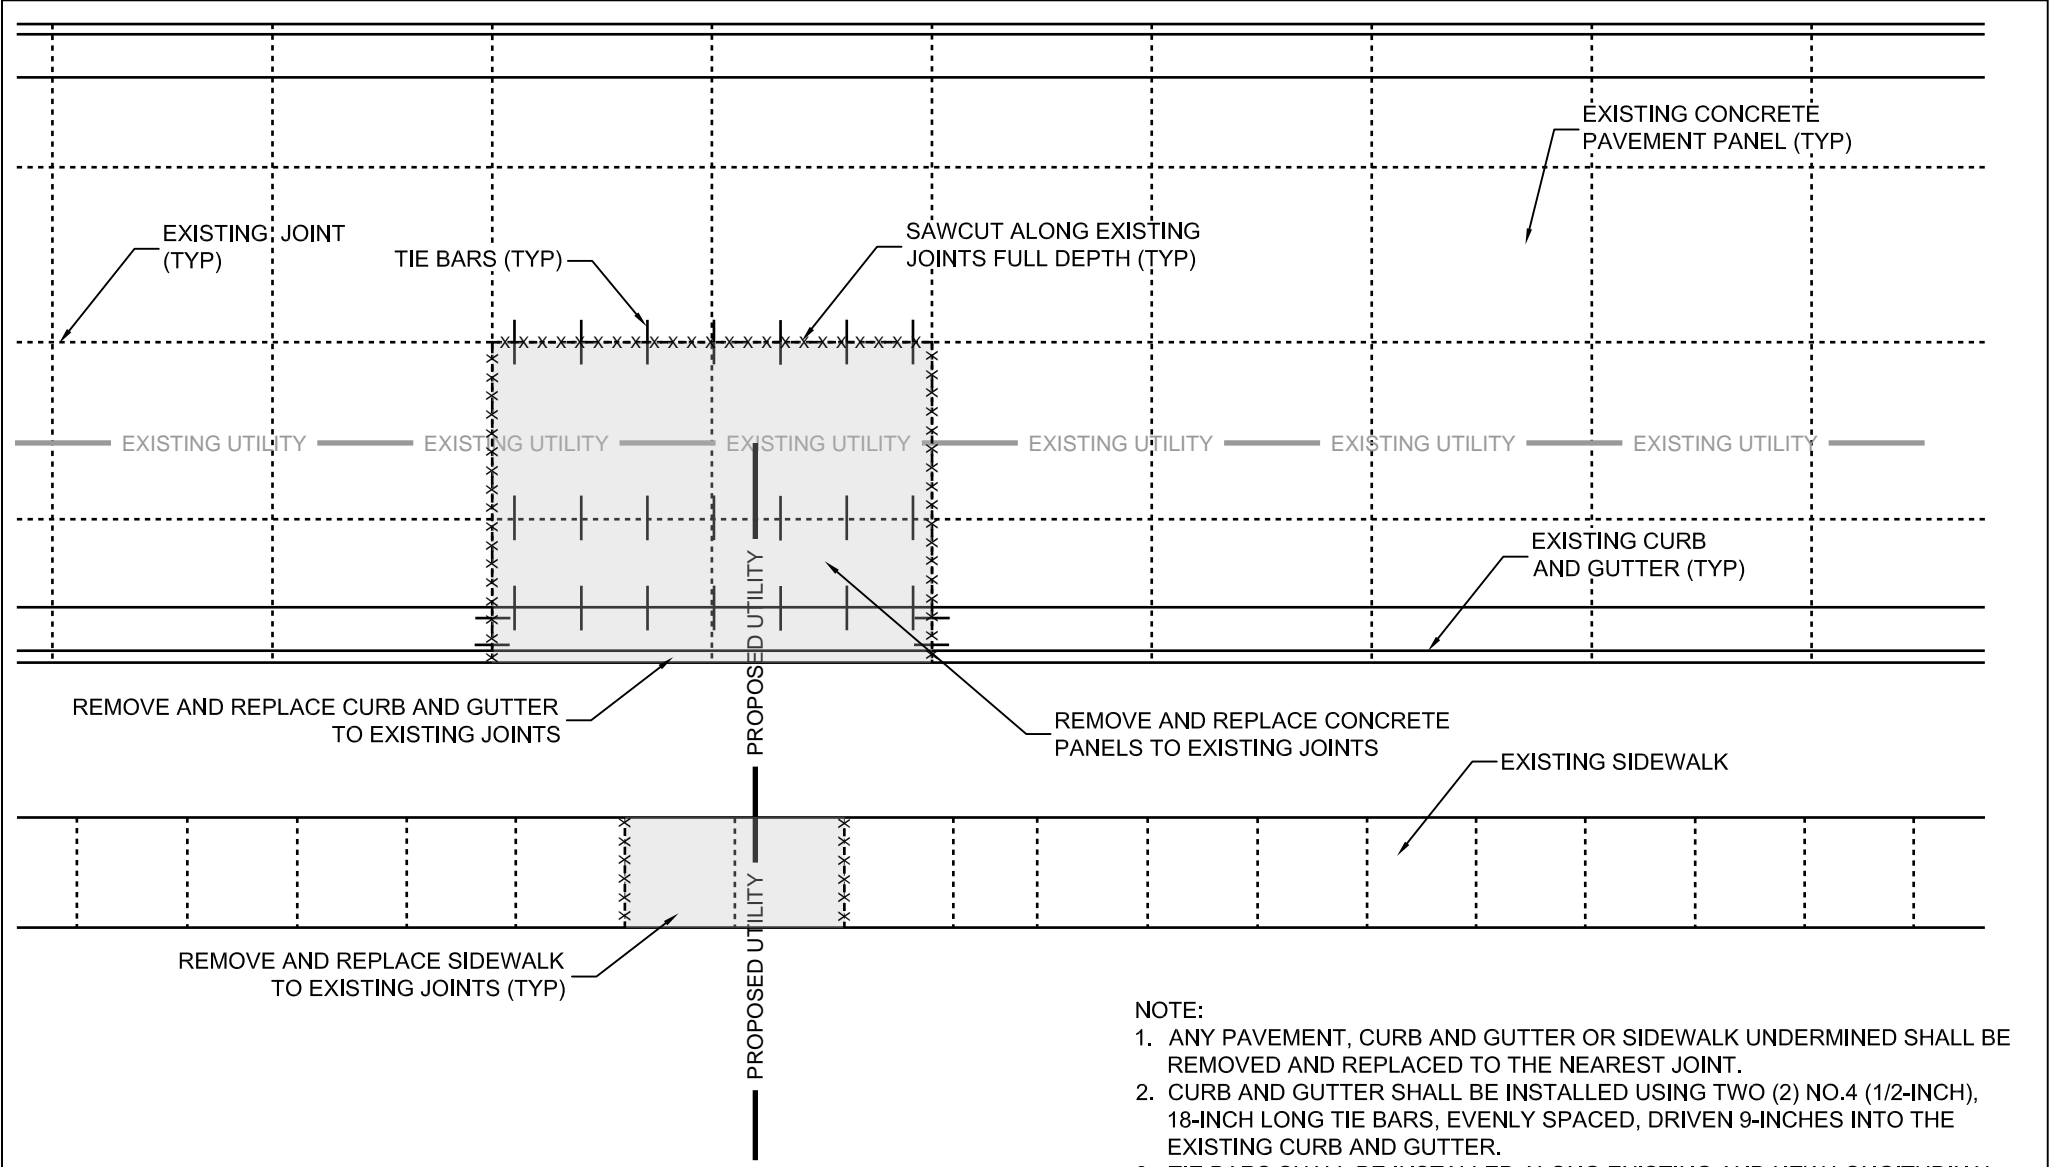 EXISTING CONCRETE
PAVEMENT PANEL (TYP)
EXISTING JOINT
(TYP)
TIE BARS (TYP)
SAWCUT ALONG EXISTING
JOINTS FULL DEPTH (TYP)
EXISTING UTILITY
EXISTING UTILITY
EXISTING UTILITY
EXISTING UTILITY
EXISTING UTILITY
EXISTING UTILITY
EXISTING CURB
AND GUTTER (TYP)
PROPOSED UTILITY
REMOVE AND REPLACE CURB AND GUTTER
TO EXISTING JOINTS
REMOVE AND REPLACE CONCRETE
PANELS TO EXISTING JOINTS
EXISTING SIDEWALK
PROPOSED UTILITY
REMOVE AND REPLACE SIDEWALK
TO EXISTING JOINTS (TYP)
NOTE:
1. ANY PAVEMENT, CURB AND GUTTER OR SIDEWALK UNDERMINED SHALL BE
REMOVED AND REPLACED TO THE NEAREST JOINT.
2. CURB AND GUTTER SHALL BE INSTALLED USING TWO (2) NO.4 (1/2-INCH),
18-INCH LONG TIE BARS, EVENLY SPACED, DRIVEN 9-INCHES INTO THE
EXISTING CURB AND GUTTER.